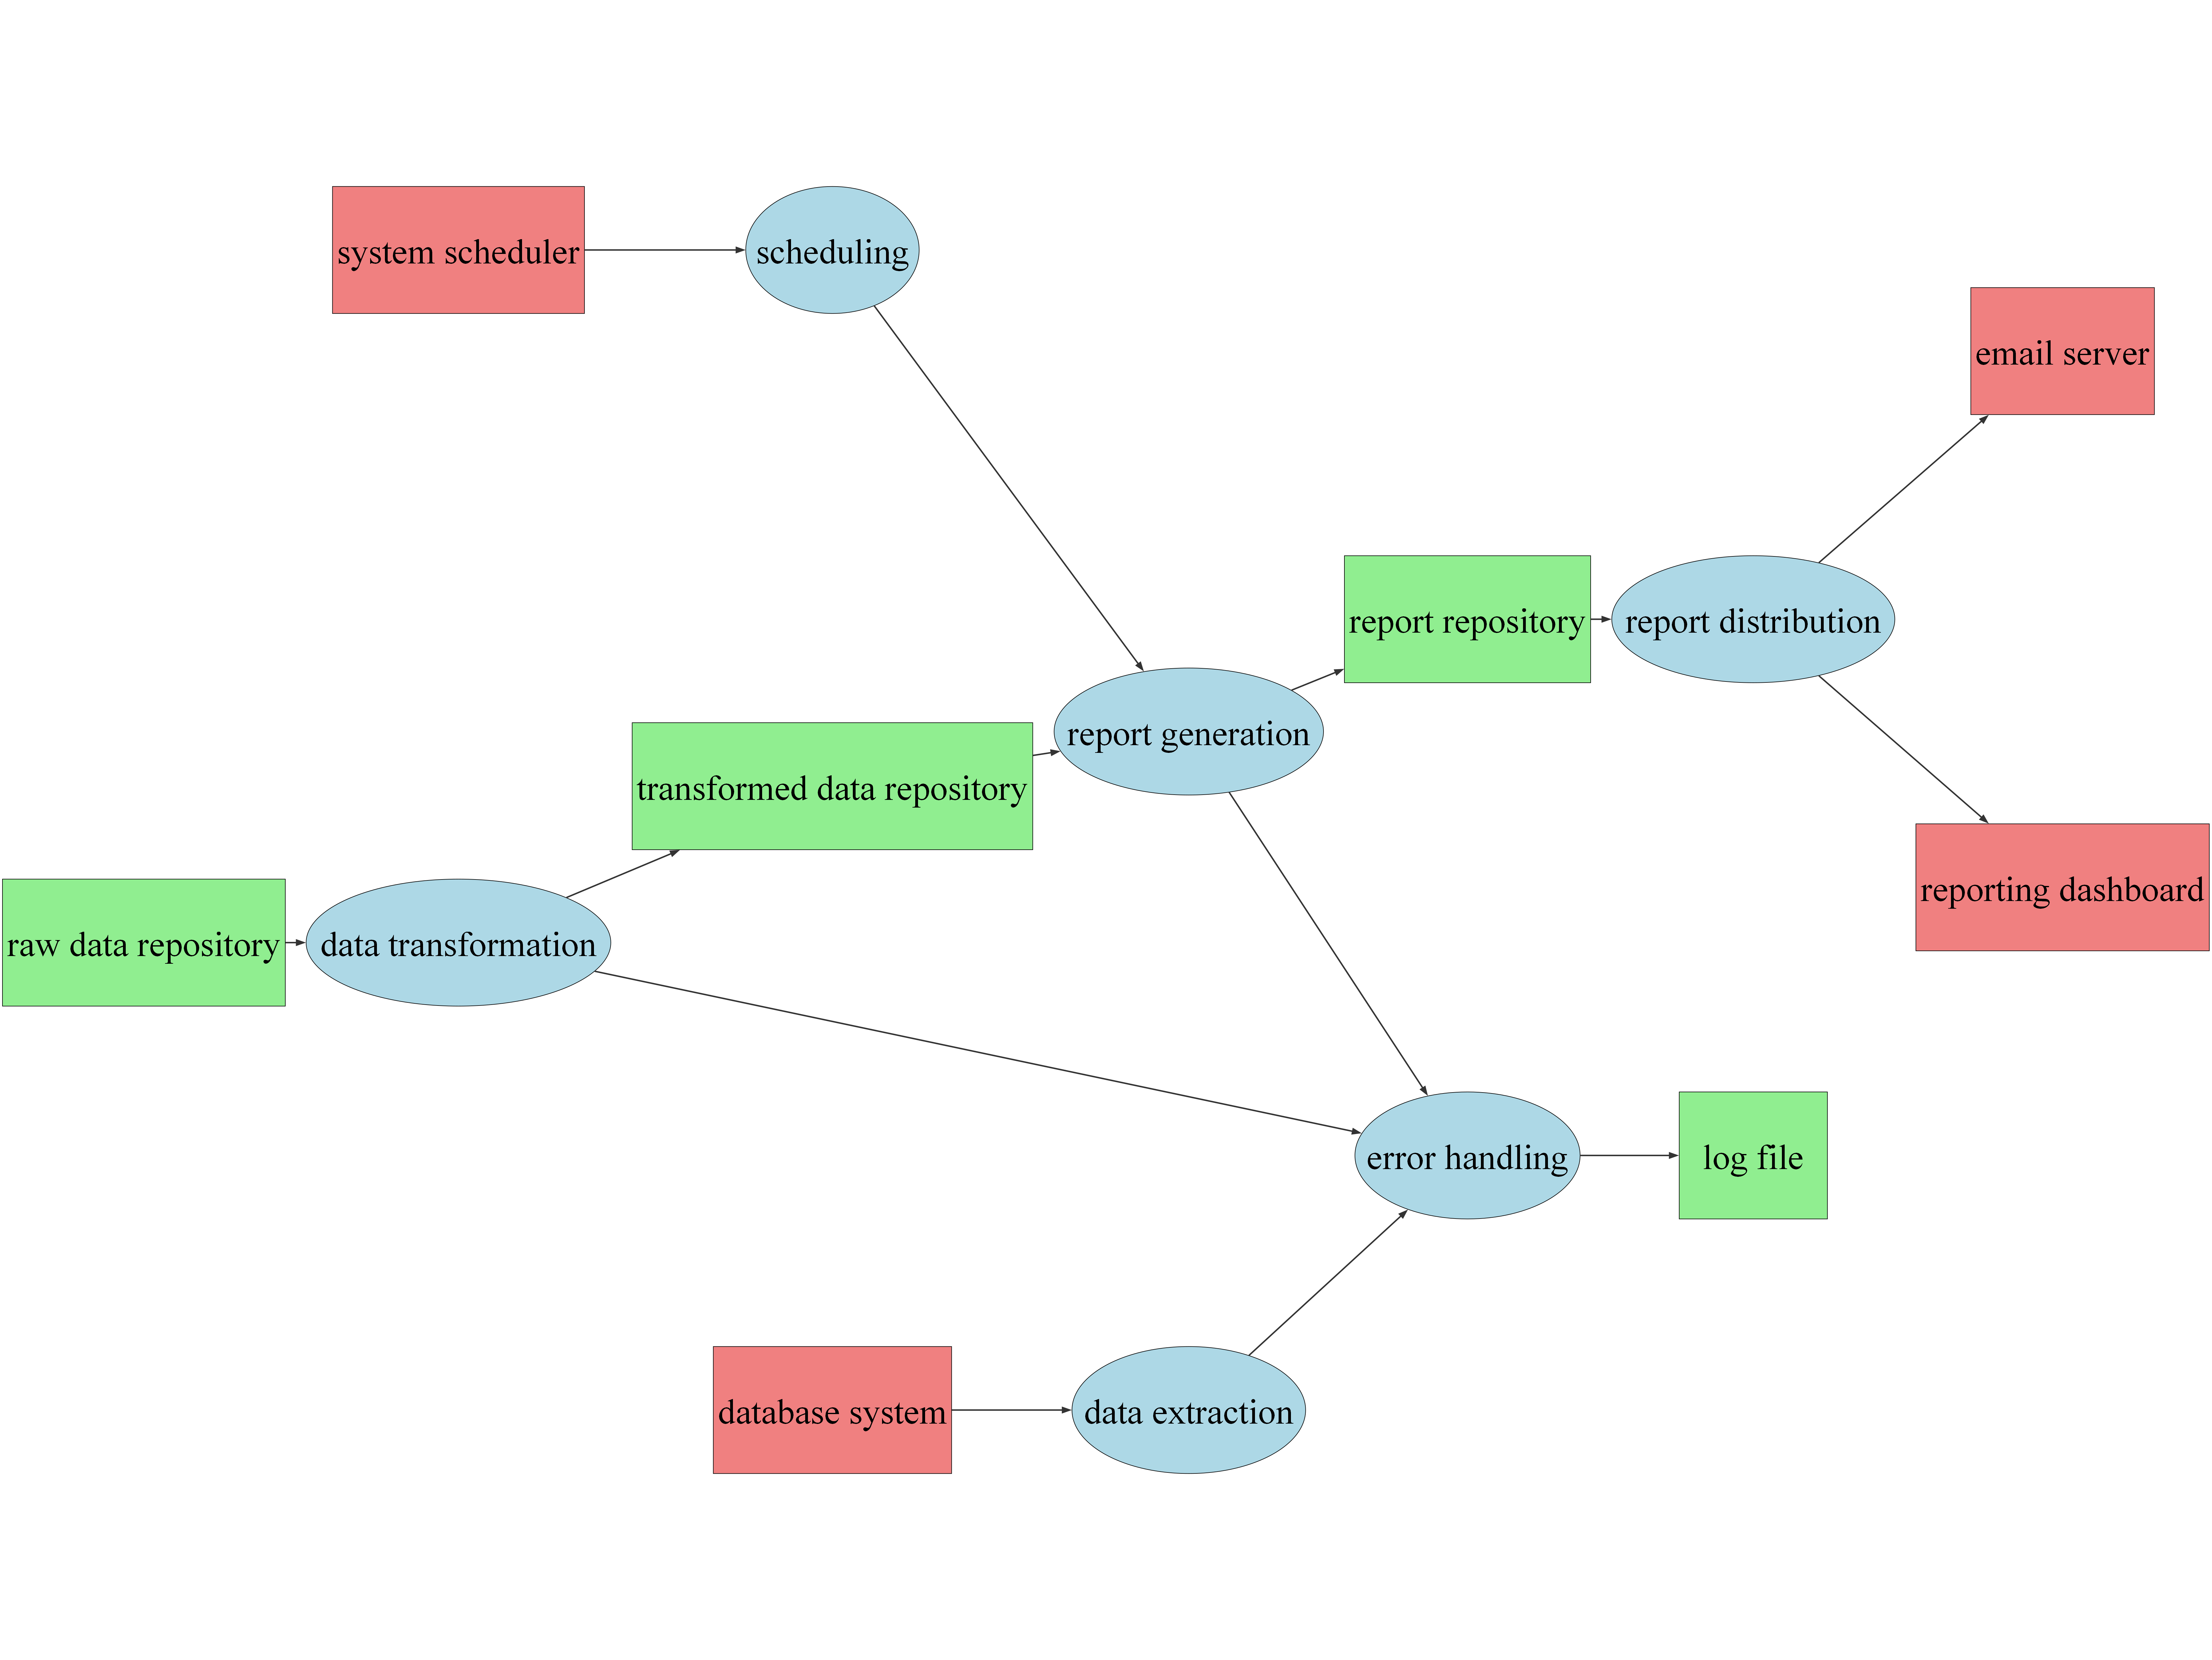 system scheduler
scheduling
email server
report repository
report distribution
report generation
transformed data repository
reporting dashboard
raw data repository
data transformation
error handling
log file
database system
data extraction